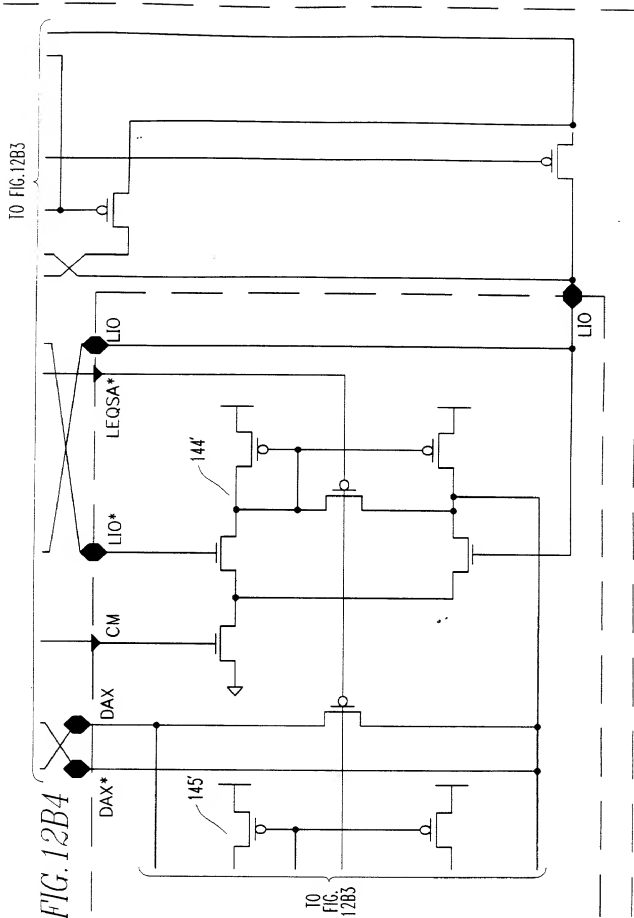 TO FIG.12B3
LIO
LIO
LEQSA*
144'
LIO*
CM
DAX
DAX*
145'
FIG. 12B4
TO
FIG.
12B3